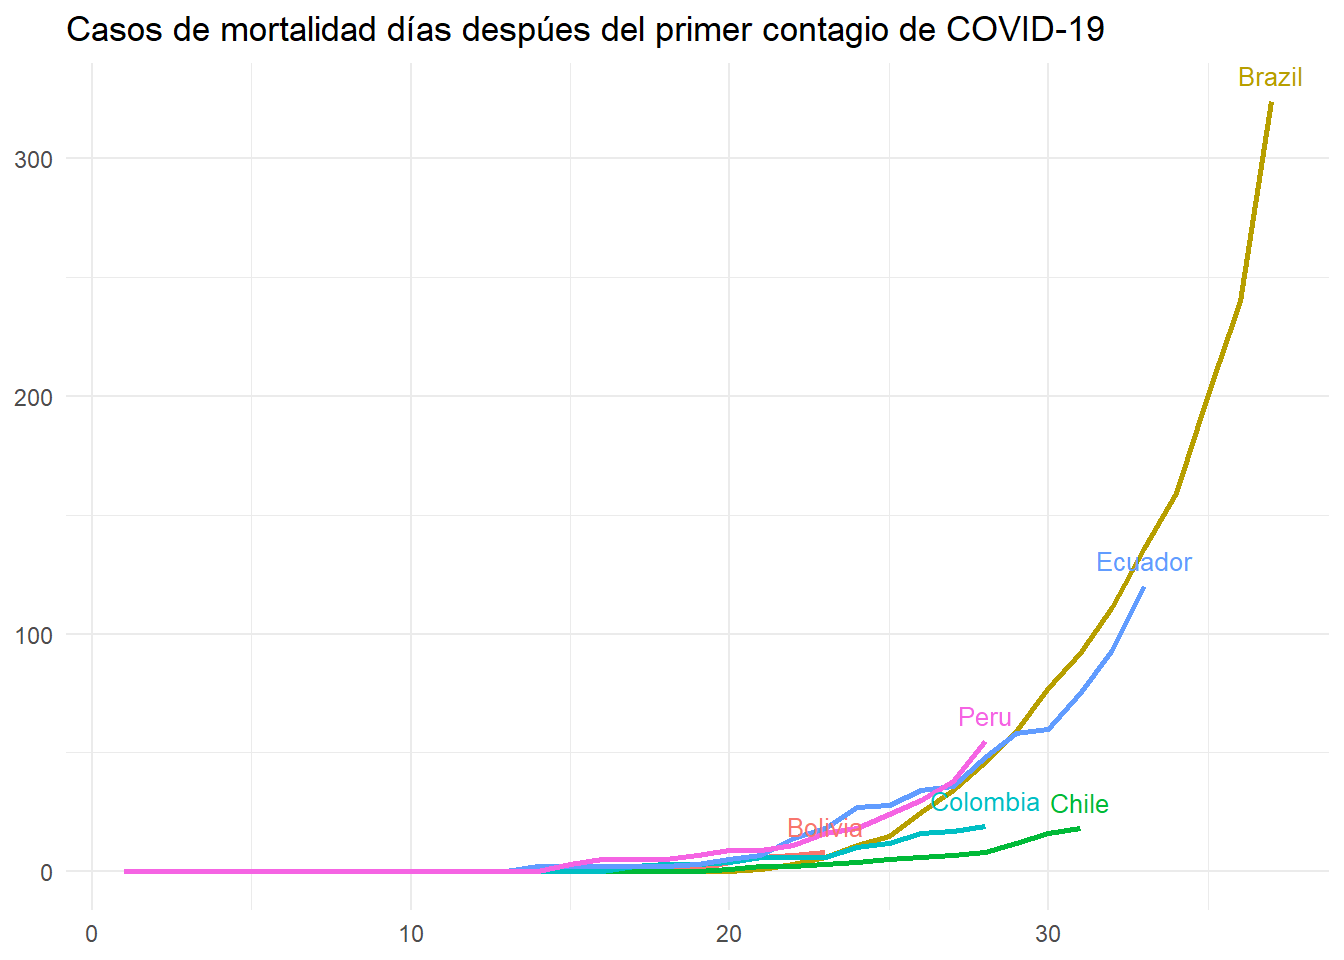 Casos de mortalidad días despúes del primer contagio de COVID-19
Brazil
300
200
Ecuador
100
Peru
Colombia
Chile
Bolivia
0
0 10 20 30